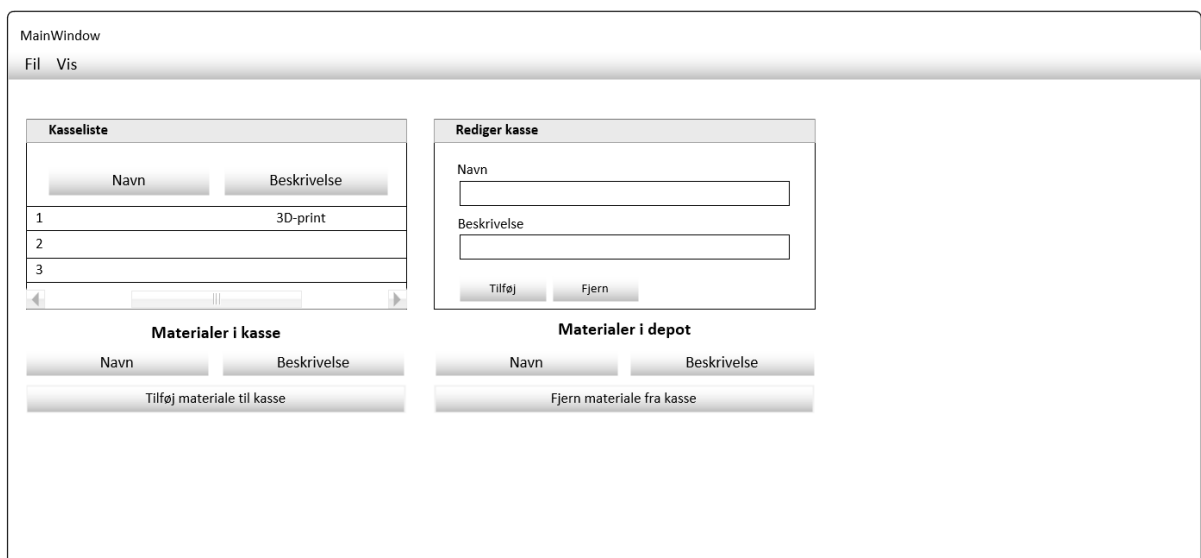 MainWindow
Fil Vis
Kasseliste
Navn Beskrivelse
1 3D-print
2
3
Rediger kasse
Navn
Beskrivelse
Tilføj Fjern
Materialer i kasse
Navn Beskrivelse
Tilføj materiale til kasse
Materialer i depot
Navn Beskrivelse
Fjern materiale fra kasse